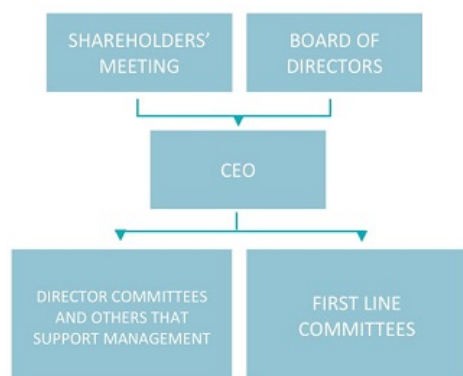 SHAREHOLDERS'
MEETING
BOARD OF
DIRECTORS
CEO
DIRECTOR COMMITTEES
AND OTHERS THAT
SUPPORT MANAGEMENT
FIRST LINE
COMMITTEES